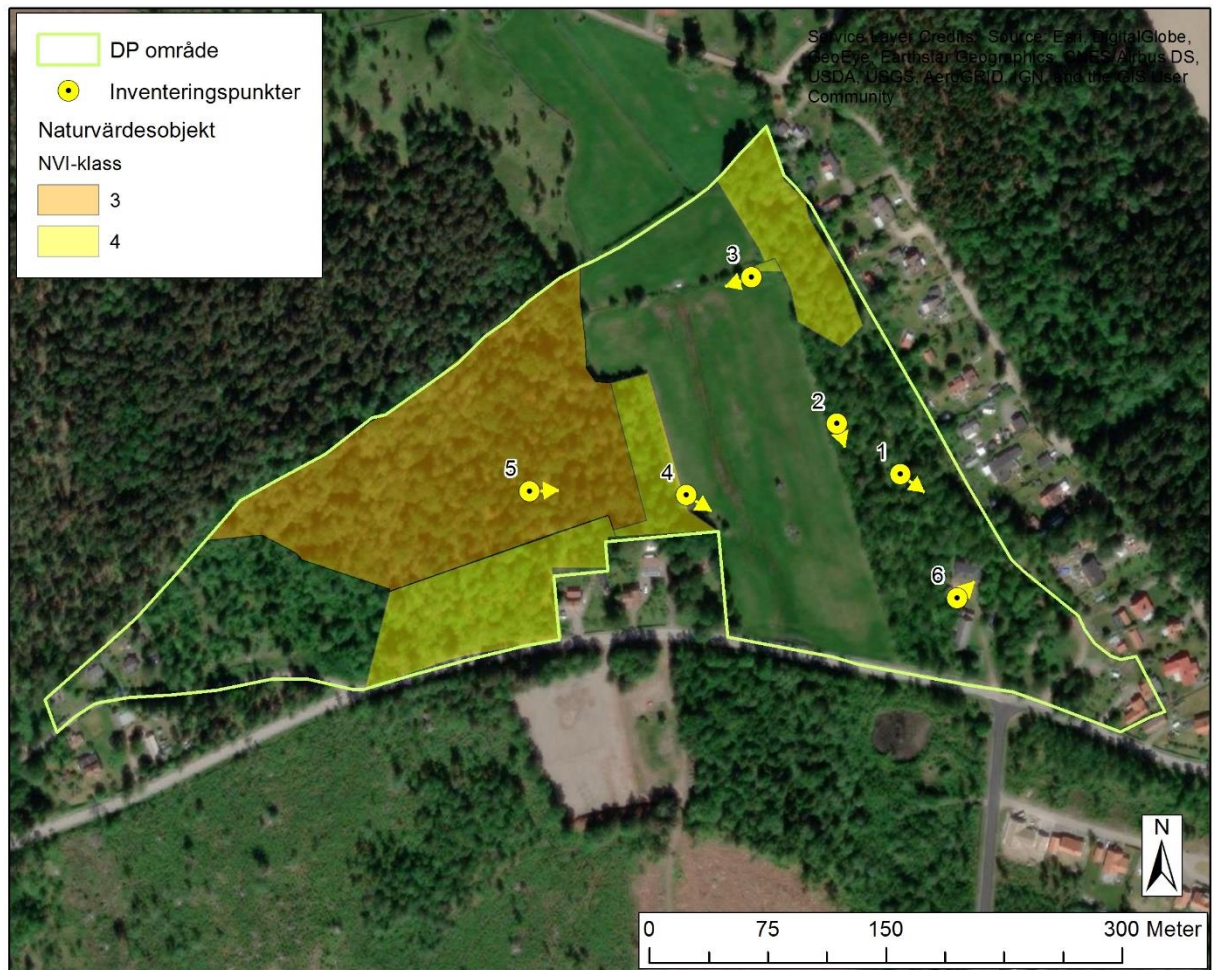 DP område
Inventeringspunkter
Naturvärdesobjekt
NVI-klass
3
4
Service Layer Credits: Source: Esri, DigitalGlobe,
GeoEye, Earthstar Geographics, CNES/Airbus DS,
USDA, USGS, AeroGRID, IGN, and the GIS User
Community
3
2
1
5
4
6
N
0 75 150 300 Meter